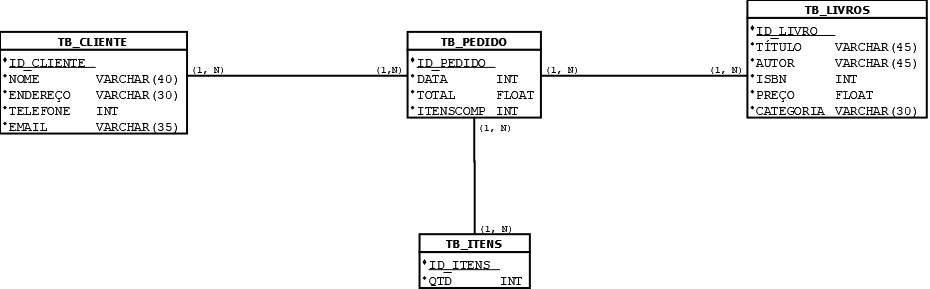 TB_CLIENTE
ID_CLIENTE
NOME VARCHAR(40)
ENDEREÇO VARCHAR(30)
TELEFONE INT
EMAIL VARCHAR(35)
(1, N)
(1,N)
TB_PEDIDO
ID_PEDIDO
DATA INT
TOTAL FLOAT
ITENSCOMP INT
(1, N)
(1, N)
TB_LIVROS
ID_LIVRO
TÍTULO VARCHAR(45)
AUTOR VARCHAR(45)
ISBN INT
PREÇO FLOAT
CATEGORIA VARCHAR(30)
(1, N)
(1, N)
TB_ITENS
ID_ITENS
QTD INT